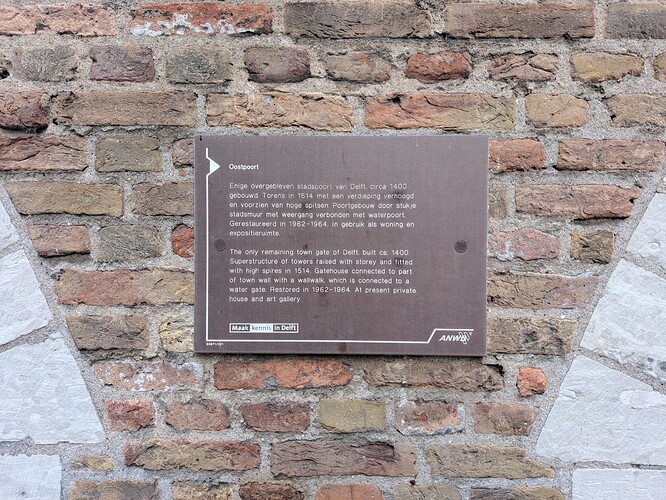 Oostpoort
Enige overgebleven stadspoort van Delft, circa 1400
gebouwd. Torens in 1514 met een verdieping verhoogd
en voorzien van hoge spitsen. Poortgebouw door stukje
stadsmuur met weergang verbonden met waterpoort.
Gerestaureerd in 1962-1964. In gebruik als woning en
expositieruimte.
The only remaining town gate of Delft, built ca. 1400.
Superstructure of towers raised with storey and fitted
with high spires in 1514. Gatehouse connected to part
of town wall with a wallwalk, which is connected to a
water gate. Restored in 1962-1964. At present private
house and art gallery.
Maak kennis in Delft
ANWB